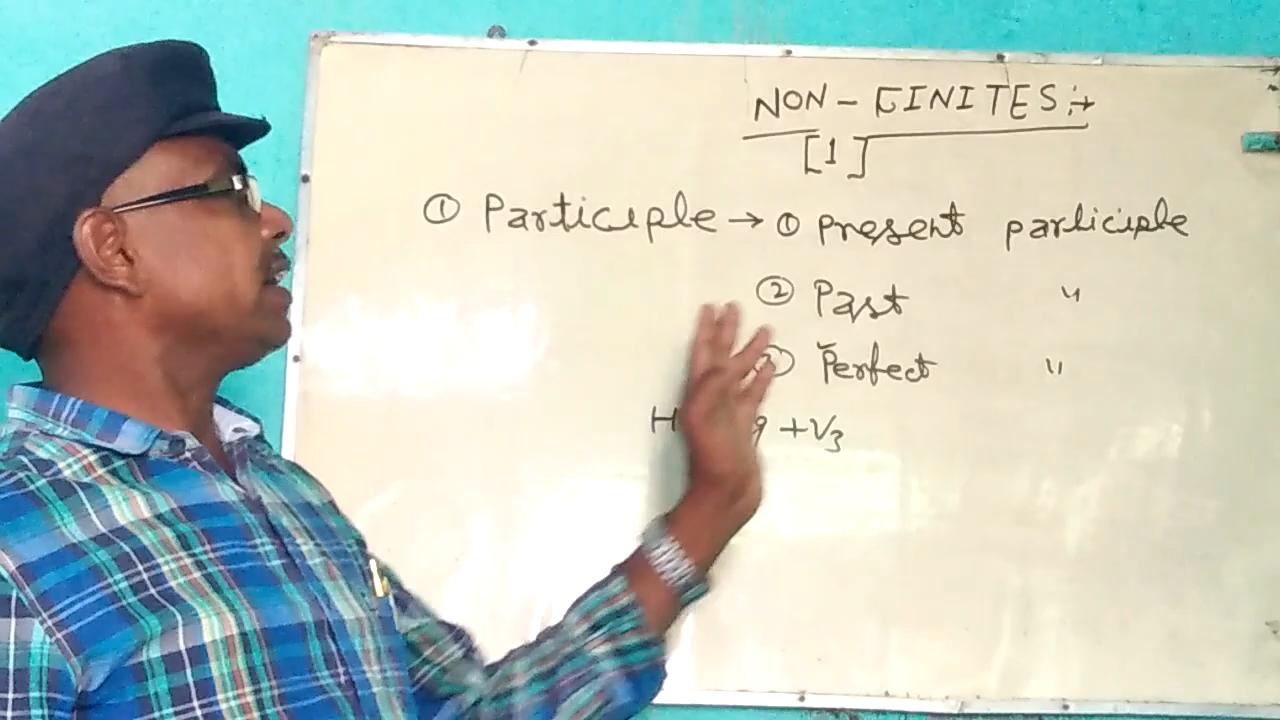 NON-FINITES:→
[1]
① Participle → ① Present participle
② Past "
Perfect "
+V₃